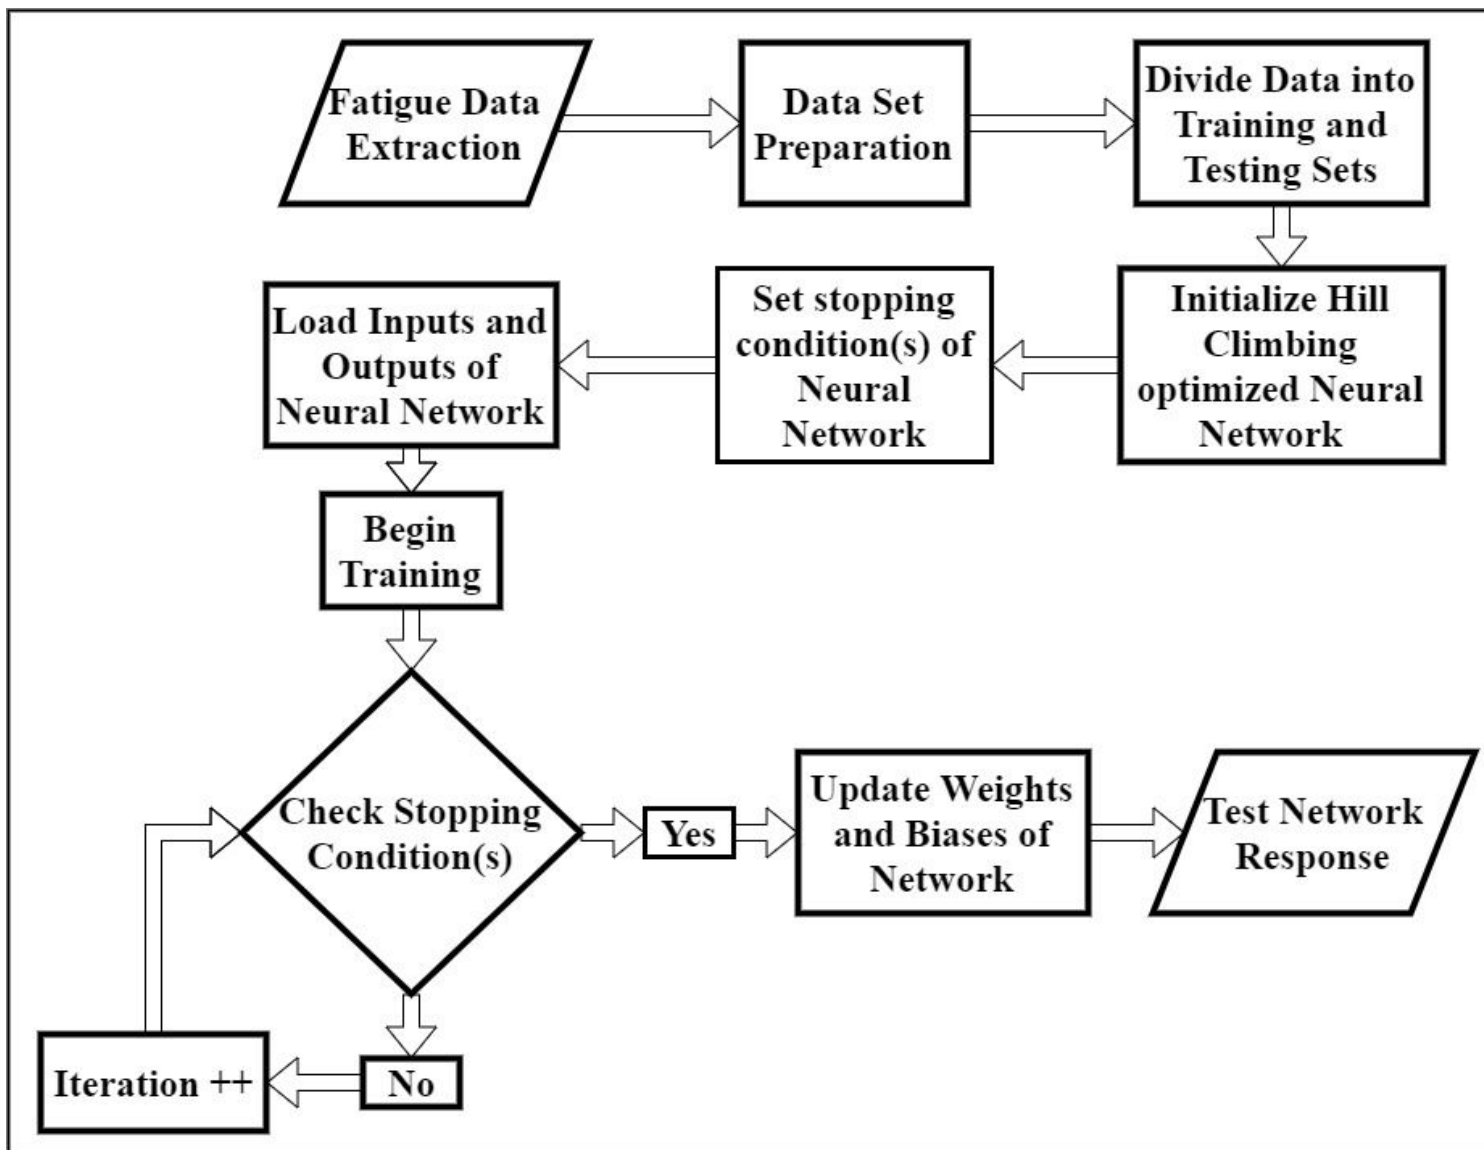 Fatigue Data
Extraction
Data Set
Preparation
Divide Data into
Training and
Testing Sets
Load Inputs and
Outputs of
Neural Network
Set stopping
condition(s) of
Neural
Network
Initialize Hill
Climbing
optimized Neural
Network
Begin
Training
Check Stopping
Condition(s)
Yes
Update Weights
and Biases of
Network
Test Network
Response
Iteration ++
No